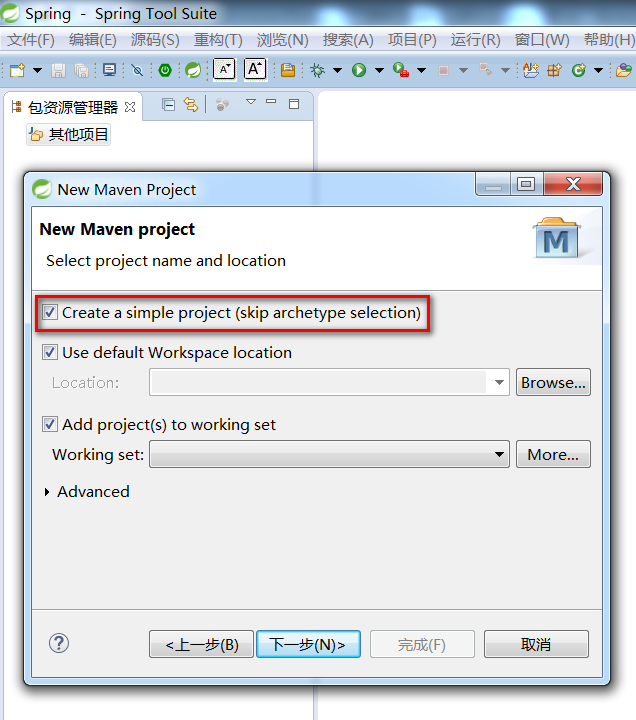 Spring - Spring Tool Suite
文件(F) 编辑(E) 源码(S) 重构(T) 浏览(N) 搜索(A) 项目(P) 运行(R) 窗口(W) 帮助(H)
A A
包资源管理器
其他项目
New Maven Project
New Maven project
Select project name and location
M
Create a simple project (skip archetype selection)
Use default Workspace location
Location: Browse...
Add project(s) to working set
Working set: More...
Advanced
<上一步(B) 下一步(N)> 完成(F) 取消